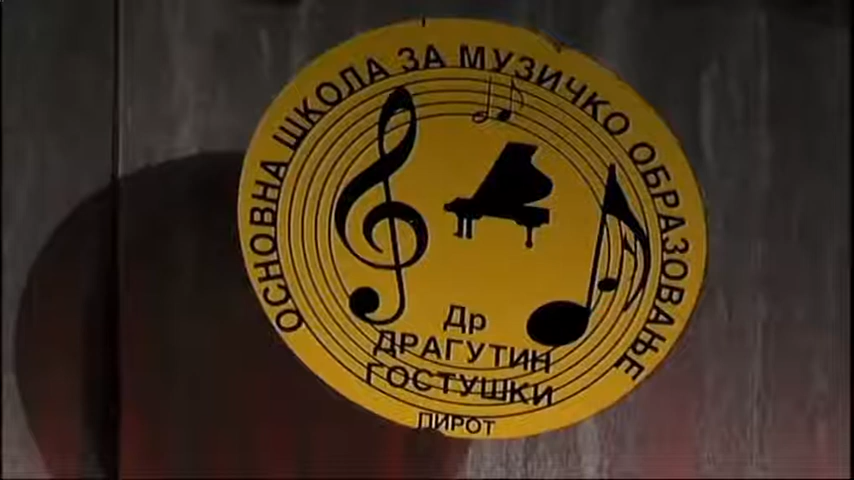 ОСНОВНА ШКОЛА ЗА МУЗИЧКО ОБРАЗОВАЊЕ
Др
ДРАГУТИН
ГОСТУШКИ
ПИРОТ